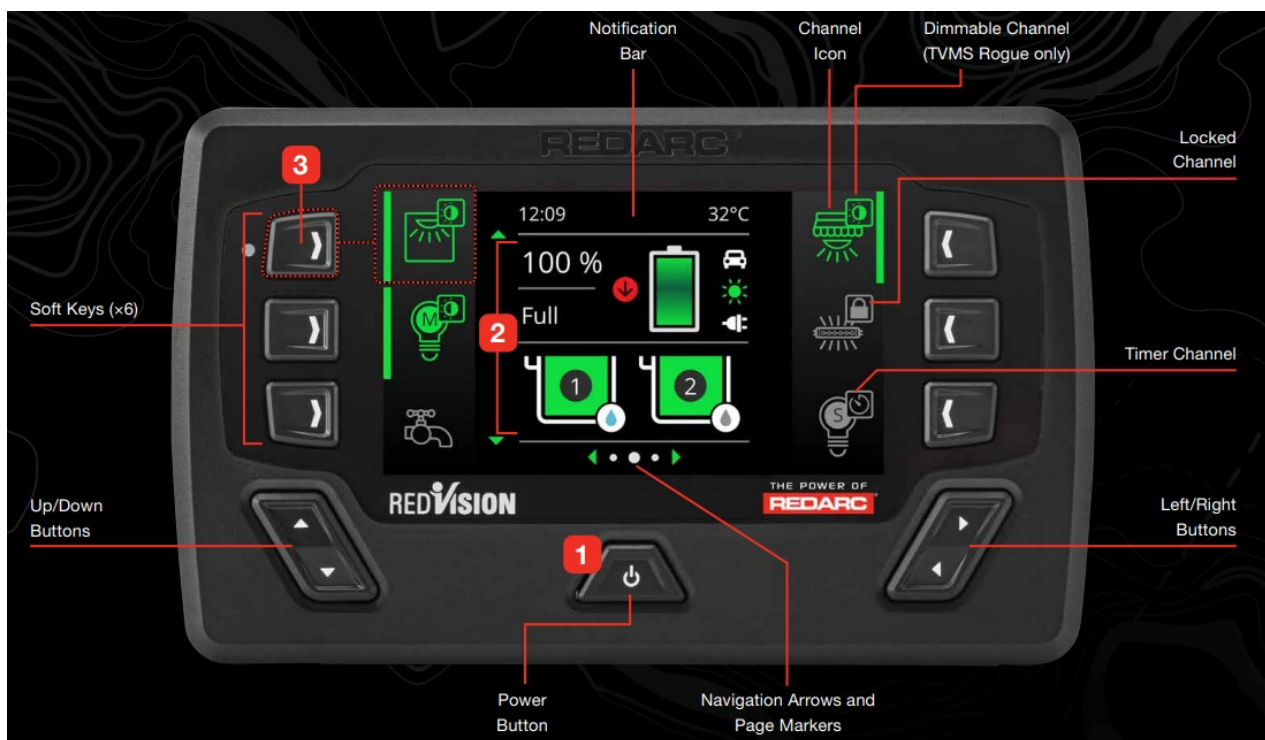 Notification
Bar
Channel
Icon
Dimmable Channel
(TVMS Rogue only)
REDARC
Locked
Channel
3
12:09
32°C
100 %
Full
2
M
1
2
S
Soft Keys (×6)
Timer Channel
REDVISION
THE POWER OF
REDARC
Up/Down
Buttons
Left/Right
Buttons
1
Power
Button
Navigation Arrows and
Page Markers